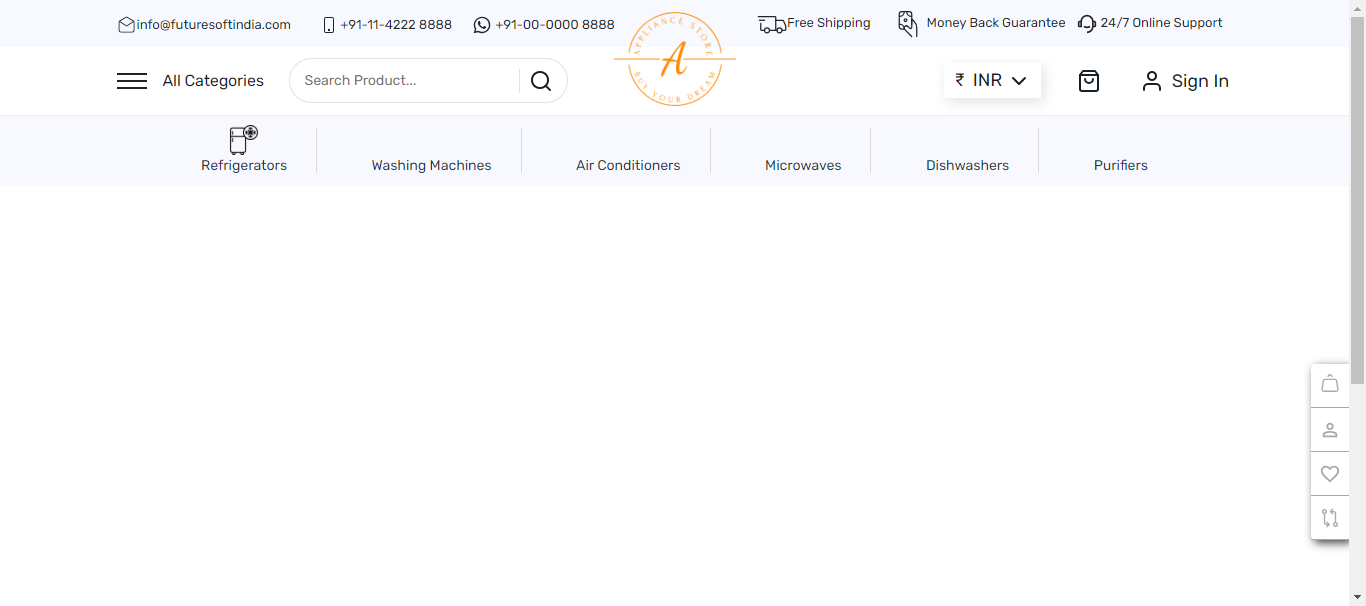 info@futuresoftindia.com +91-11-4222 8888 +91-00-0000 8888 Free Shipping Money Back Guarantee 24/7 Online Support
APPLIANCE STORE
A
BUY YOUR DREAM
All Categories Search Product... ₹ INR Sign In
Refrigerators Washing Machines Air Conditioners Microwaves Dishwashers Purifiers